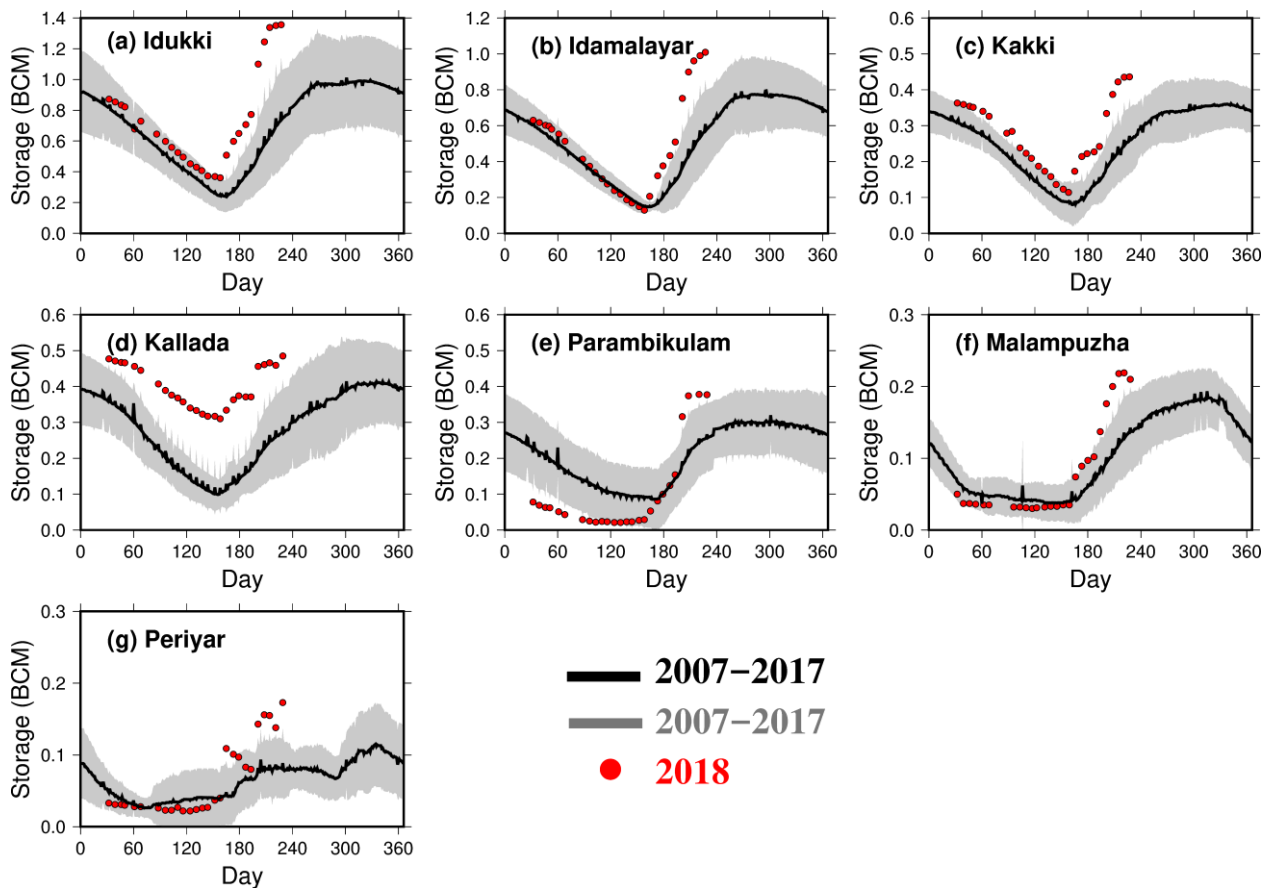 (a) Idukki
Storage (BCM)
1.4
1.2
1.0
0.8
0.6
0.4
0.2
0.0
0 60 120 180 240 300 360
Day
(b) Idamalayar
Storage (BCM)
1.2
1.0
0.8
0.6
0.4
0.2
0.0
0 60 120 180 240 300 360
Day
(c) Kakki
Storage (BCM)
0.6
0.5
0.4
0.3
0.2
0.1
0.0
0 60 120 180 240 300 360
Day
(d) Kallada
Storage (BCM)
0.6
0.5
0.4
0.3
0.2
0.1
0.0
0 60 120 180 240 300 360
Day
(e) Parambikulam
Storage (BCM)
0.6
0.5
0.4
0.3
0.2
0.1
0.0
0 60 120 180 240 300 360
Day
(f) Malampuzha
Storage (BCM)
0.3
0.2
0.1
0.0
0 60 120 180 240 300 360
Day
(g) Periyar
Storage (BCM)
0.3
0.2
0.1
0.0
0 60 120 180 240 300 360
Day
2007−2017
2007−2017
2018